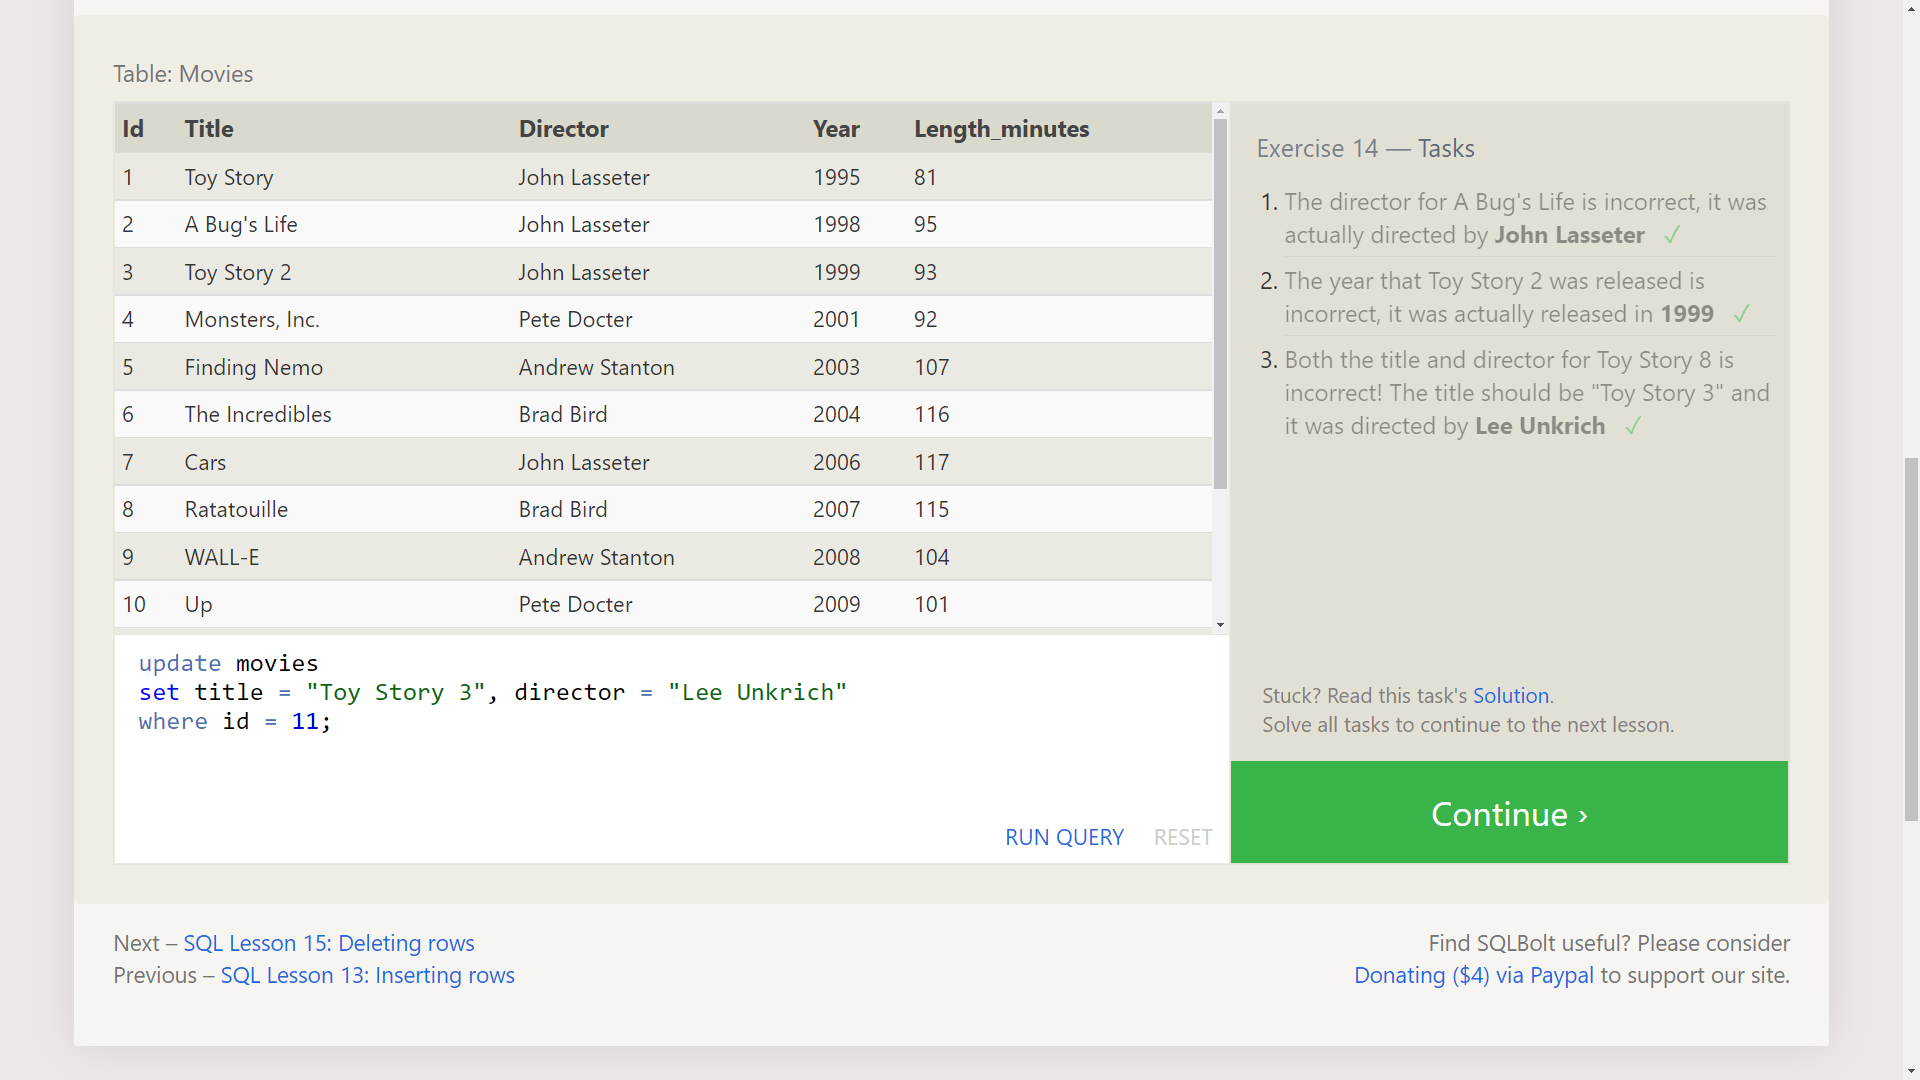 Table: Movies
Id Title Director Year Length_minutes
1 Toy Story John Lasseter 1995 81
2 A Bug's Life John Lasseter 1998 95
3 Toy Story 2 John Lasseter 1999 93
4 Monsters, Inc. Pete Docter 2001 92
5 Finding Nemo Andrew Stanton 2003 107
6 The Incredibles Brad Bird 2004 116
7 Cars John Lasseter 2006 117
8 Ratatouille Brad Bird 2007 115
9 WALL-E Andrew Stanton 2008 104
10 Up Pete Docter 2009 101
update movies
set title = "Toy Story 3", director = "Lee Unkrich"
where id = 11;
RUN QUERY RESET
Exercise 14 — Tasks
1. The director for A Bug's Life is incorrect, it was
actually directed by John Lasseter ✓
2. The year that Toy Story 2 was released is
incorrect, it was actually released in 1999 ✓
3. Both the title and director for Toy Story 8 is
incorrect! The title should be "Toy Story 3" and
it was directed by Lee Unkrich ✓
Stuck? Read this task's Solution.
Solve all tasks to continue to the next lesson.
Continue ›
Next – SQL Lesson 15: Deleting rows
Previous – SQL Lesson 13: Inserting rows
Find SQLBolt useful? Please consider
Donating ($4) via Paypal to support our site.